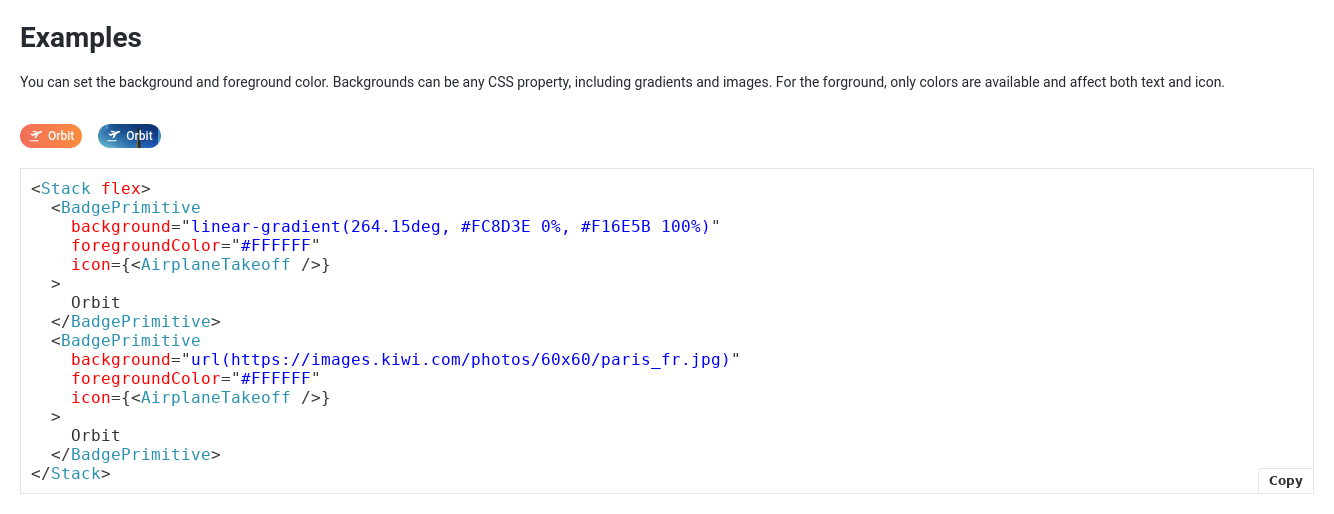 Examples
You can set the background and foreground color. Backgrounds can be any CSS property, including gradients and images. For the forground, only colors are available and affect both text and icon.
Orbit Orbit
<Stack flex>
  <BadgePrimitive
    background="linear-gradient(264.15deg, #FC8D3E 0%, #F16E5B 100%)"
    foregroundColor="#FFFFFF"
    icon={<AirplaneTakeoff />}
  >
    Orbit
  </BadgePrimitive>
  <BadgePrimitive
    background="url(https://images.kiwi.com/photos/60x60/paris_fr.jpg)"
    foregroundColor="#FFFFFF"
    icon={<AirplaneTakeoff />}
  >
    Orbit
  </BadgePrimitive>
</Stack>
Copy